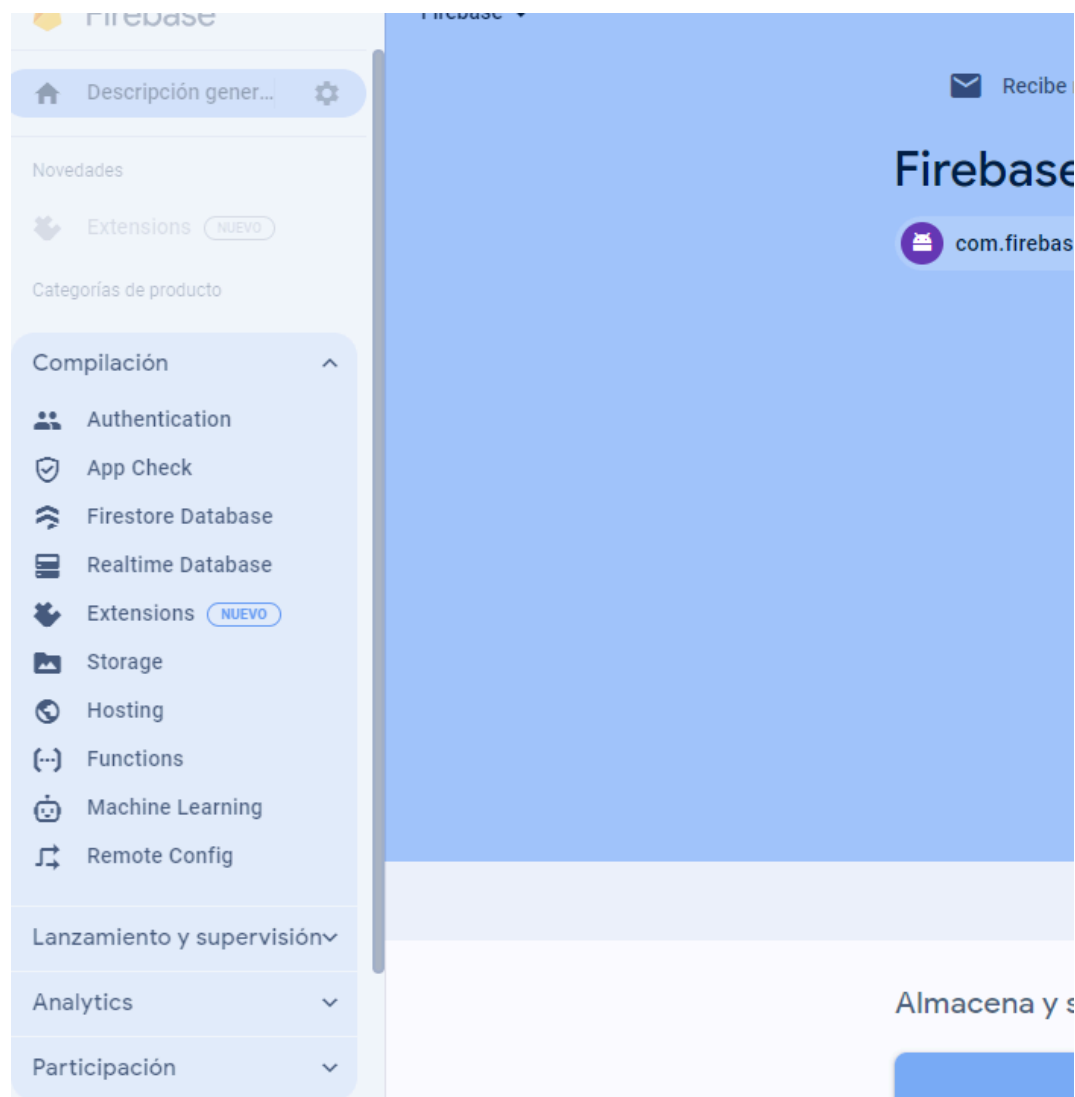 Firebase
Firebase
Descripción gener...
Recibe
Novedades
Firebase
Extensions NUEVO
com.firebas
Categorías de producto
Compilación
Authentication
App Check
Firestore Database
Realtime Database
Extensions NUEVO
Storage
Hosting
Functions
Machine Learning
Remote Config
Lanzamiento y supervisión
Analytics
Almacena y s
Participación